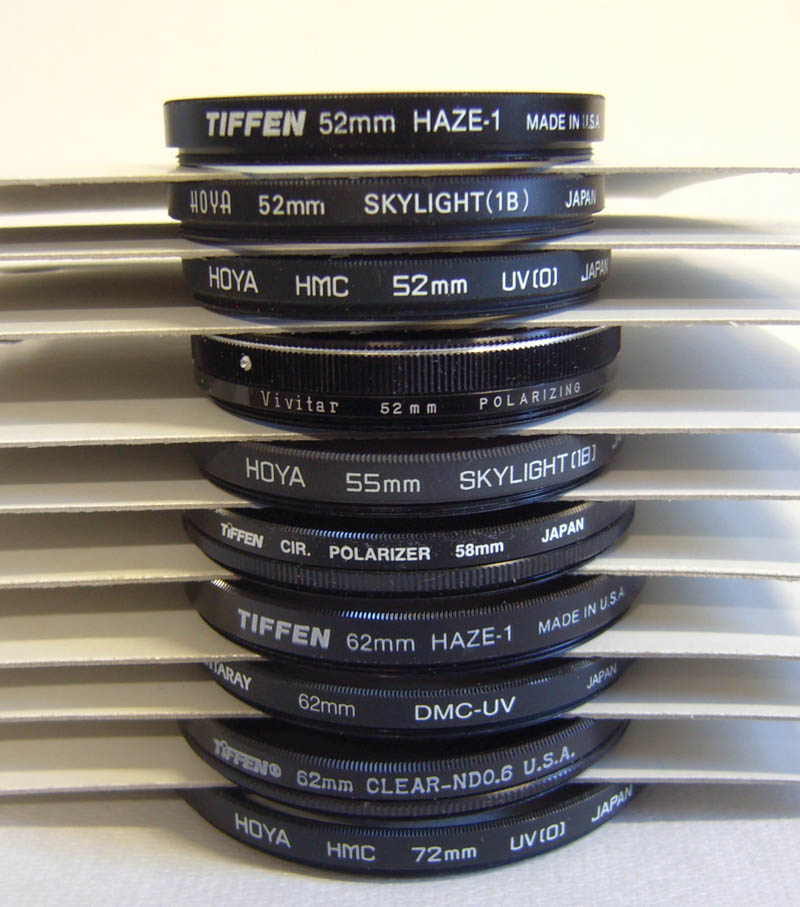 TIFFEN 52mm HAZE-1 MADE IN U.S.A
HOYA 52mm SKYLIGHT(1B) JAPAN
HOYA HMC 52mm UV(0) JAPAN
Vivitar 52mm POLARIZING
HOYA 55mm SKYLIGHT(1B)
TIFFEN CIR. POLARIZER 58mm JAPAN
TIFFEN 62mm HAZE-1 MADE IN U.S.A.
62mm DMC-UV JAPAN
TIFFEN® 62mm CLEAR-ND0.6 U.S.A.
HOYA HMC 72mm UV(0) JAPAN